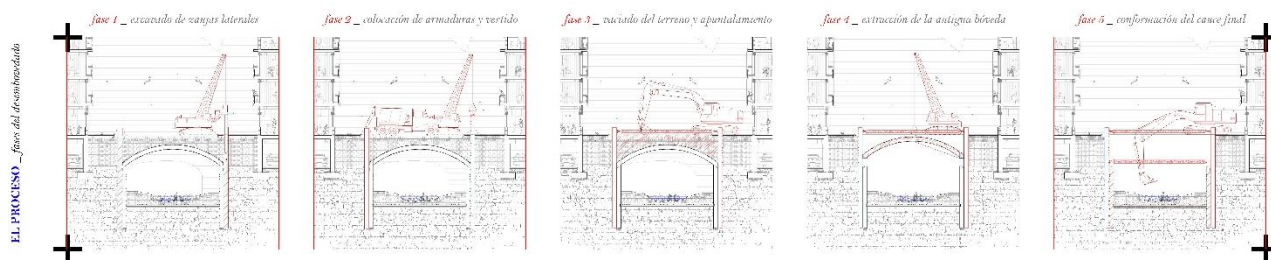 fase 1 _ excavado de zanjas laterales
fase 2 _ colocación de armaduras y vertido
fase 3 _ vaciado del terreno y apuntalamiento
fase 4 _ extracción de la antigua bóveda
fase 5 _ conformación del cauce final
EL PROCESO _ fases del desembovedado